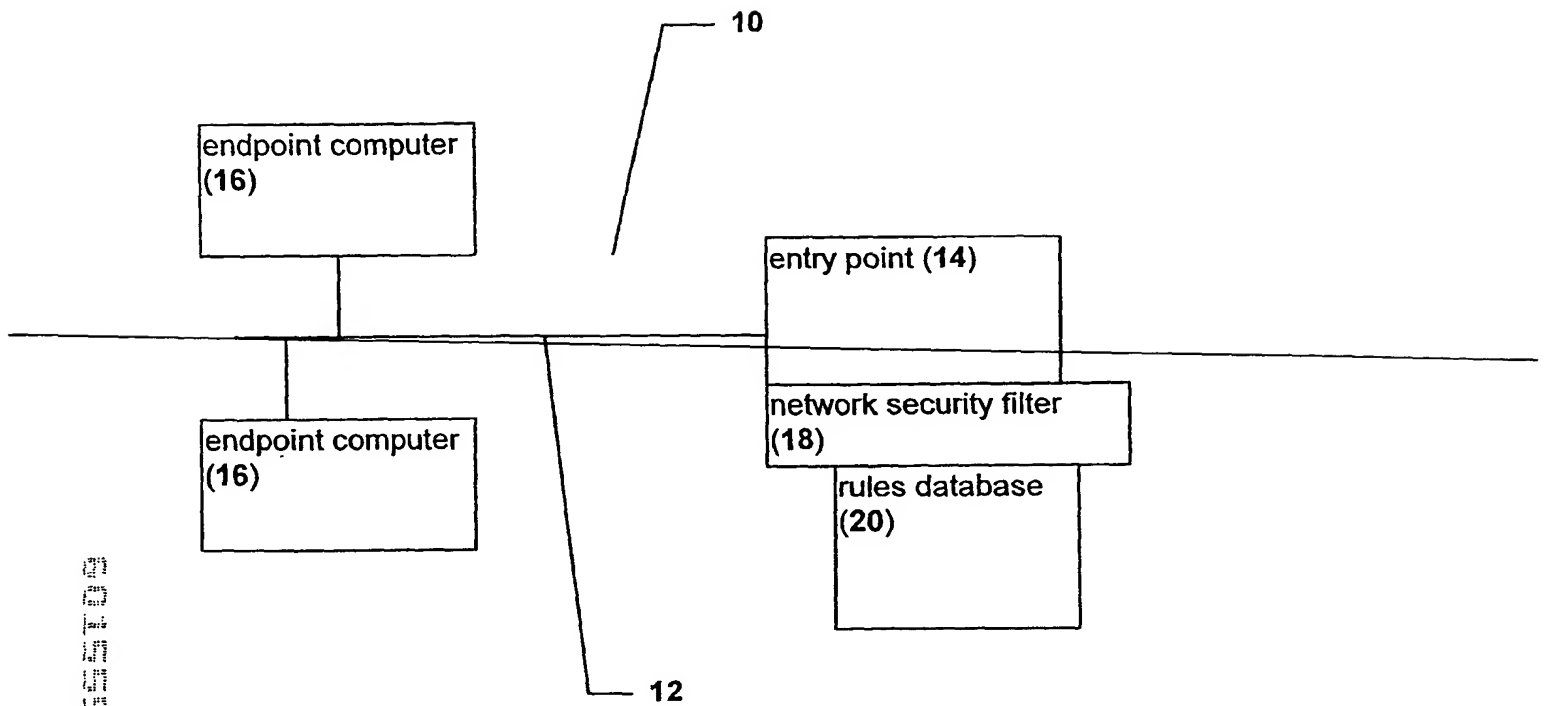 10
endpoint computer
(16)
entry point (14)
network security filter
(18)
endpoint computer
(16)
rules database
(20)
12